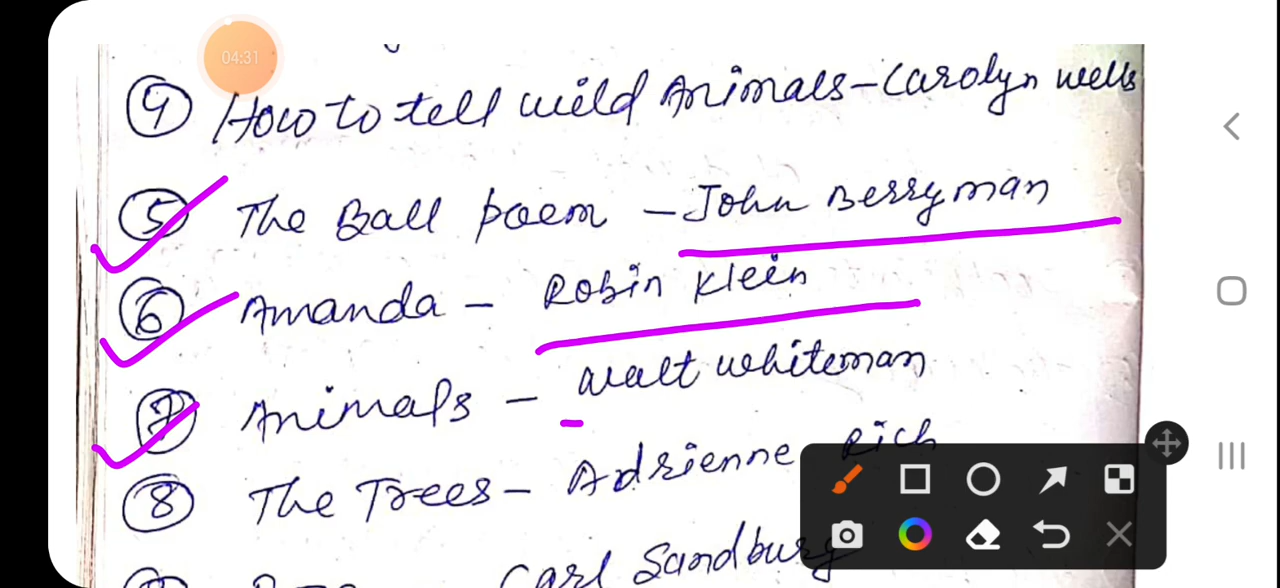 04:31
④ How to tell wild Animals - Carolyn wells
⑤ The Ball poem - John Berryman
⑥ Amanda - Robin Klein
⑦ Animals - walt whiteman
⑧ The Trees - Adrienne Rich
Carl Sandburg